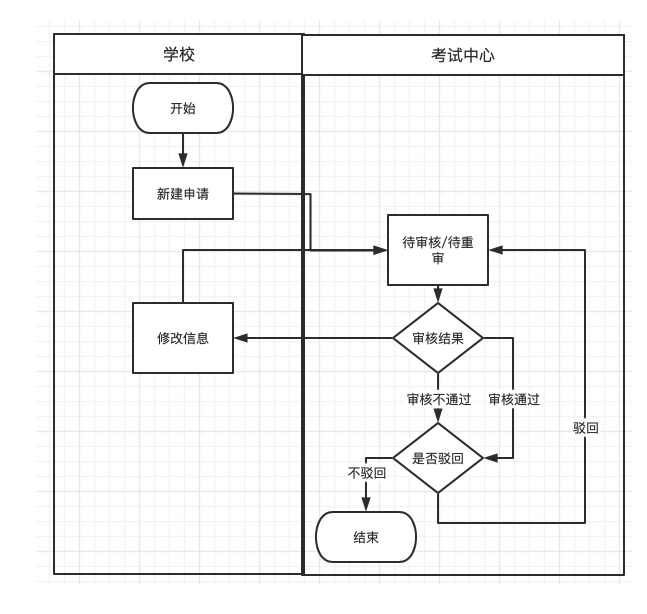 学校
考试中心
开始
新建申请
待审核/待重
审
修改信息
审核结果
审核不通过
审核通过
驳回
是否驳回
不驳回
结束